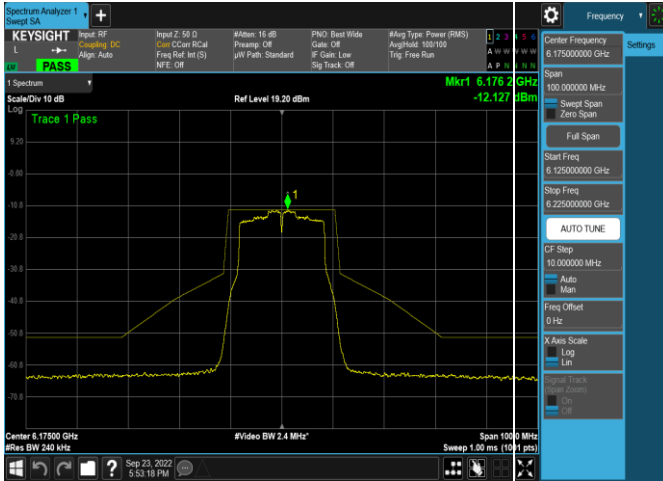 Spectrum Analyzer 1
Swept SA
Frequency
KEYSIGHT
L
LW
PASS
Input: RF
Coupling: DC
Align: Auto
Input Z: 50 Ω
Corr CCorr RCal
Freq Ref: Int (S)
NFE: Off
#Atten: 16 dB
Preamp: Off
µW Path: Standard
PNO: Best Wide
Gate: Off
IF Gain: Low
Sig Track: Off
#Avg Type: Power (RMS)
Avg|Hold: 100/100
Trig: Free Run
1 2 3 4 5 6
A W W W W W
A P N N N N
Center Frequency
6.175000000 GHz
Settings
Span
100.000000 MHz
Swept Span
Zero Span
Full Span
Start Freq
6.125000000 GHz
Stop Freq
6.225000000 GHz
AUTO TUNE
CF Step
10.000000 MHz
Auto
Man
Freq Offset
0 Hz
X Axis Scale
Log
Lin
Signal Track
(Span Zoom)
On
Off
1 Spectrum
Scale/Div 10 dB
Log
Ref Level 19.20 dBm
Mkr1 6.176 2 GHz
-12.127 dBm
Trace 1 Pass
1
9.20
-0.80
-10.8
-20.8
-30.8
-40.8
-50.8
-60.8
-70.8
Center 6.17500 GHz
#Res BW 240 kHz
#Video BW 2.4 MHz*
Span 100.0 MHz
Sweep 1.00 ms (1001 pts)
?
Sep 23, 2022
5:53:18 PM